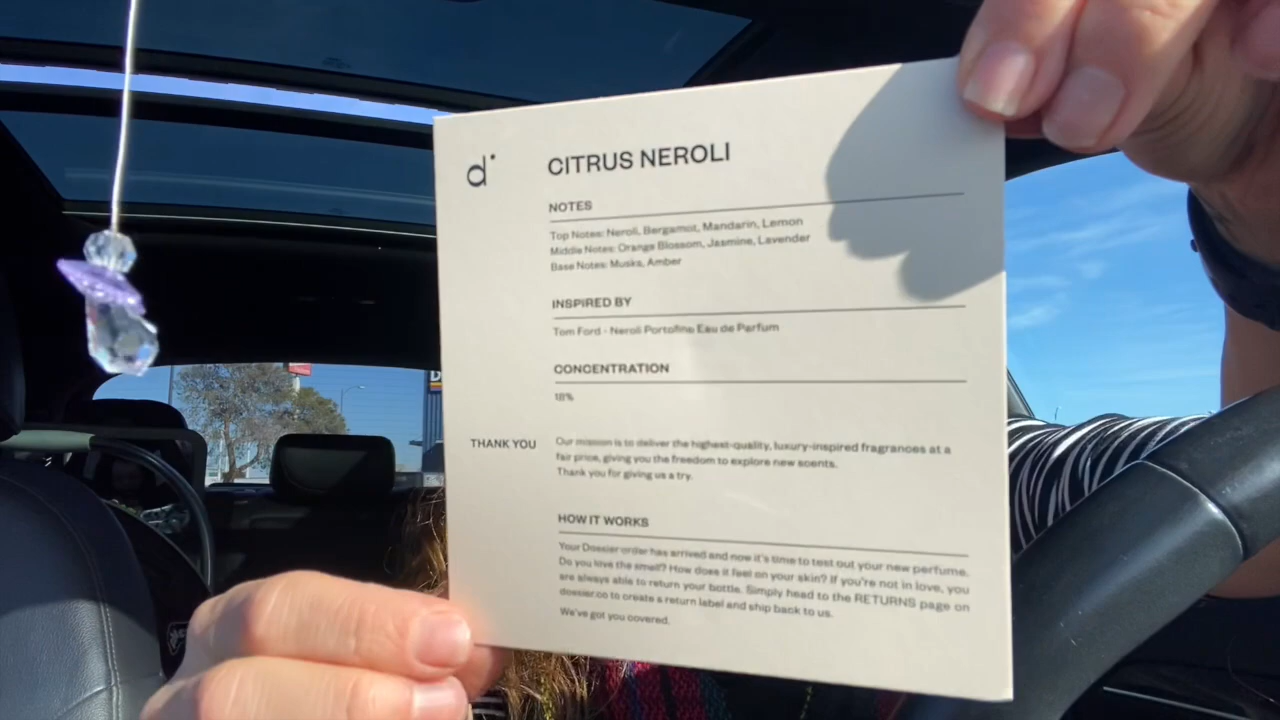 d
CITRUS NEROLI
NOTES
Top Notes: Neroli, Bergamot, Mandarin, Lemon
Middle Notes: Orange Blossom, Jasmine, Lavender
Base Notes: Musks, Amber
INSPIRED BY
Tom Ford - Neroli Portofino Eau de Parfum
CONCENTRATION
18%
THANK YOU
Our mission is to deliver the highest-quality, luxury-inspired fragrances at a
fair price, giving you the freedom to explore new scents.
Thank you for giving us a try.
HOW IT WORKS
Your Dossier order has arrived and now it's time to test out your new perfume.
Do you love the smell? How does it feel on your skin? If you're not in love, you
are always able to return your bottle. Simply head to the RETURNS page on
dossier.co to create a return label and ship back to us.
We've got you covered.